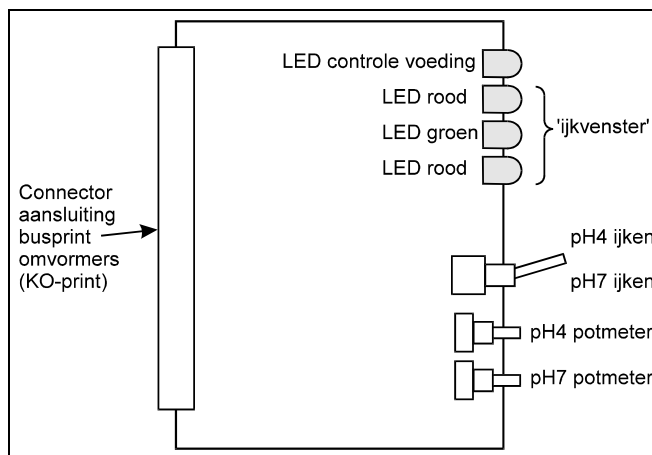 LED controle voeding
LED rood
LED groen
LED rood
'ijkvenster'
Connector
aansluiting
busprint
omvormers
(KO-print)
pH4 ijken
pH7 ijken
pH4 potmeter
pH7 potmeter